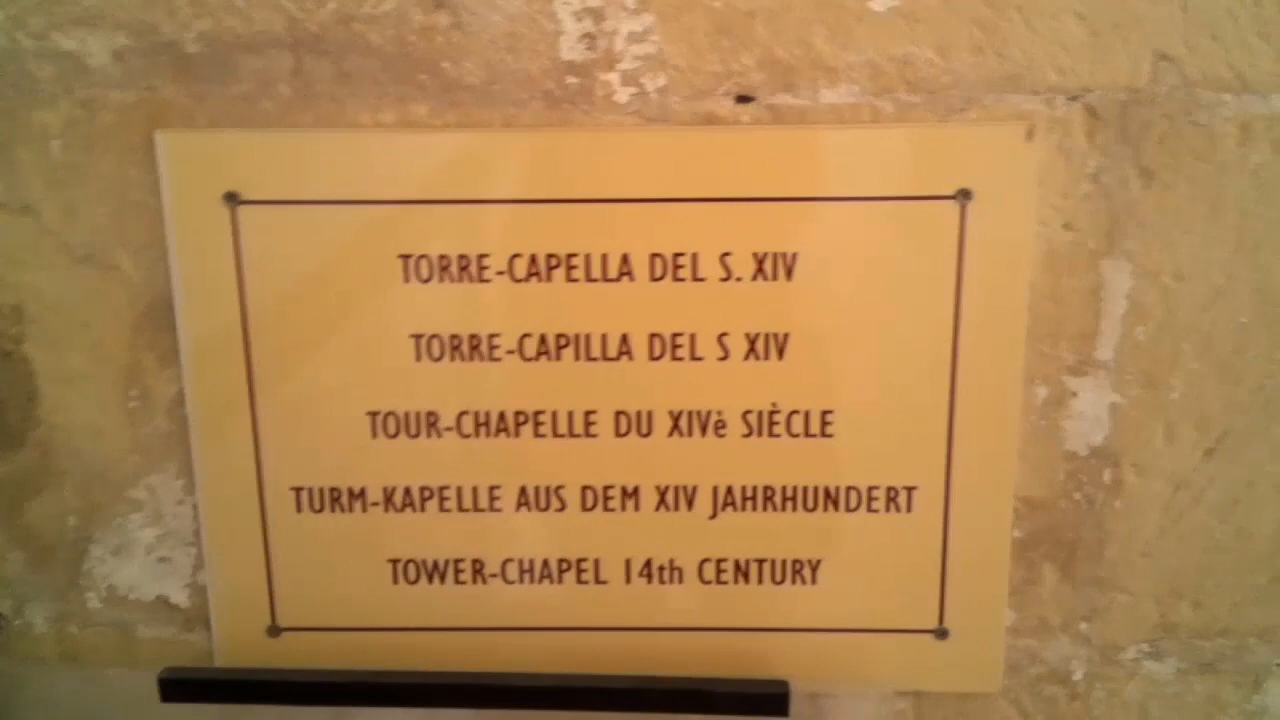 TORRE-CAPELLA DEL S. XIV
TORRE-CAPILLA DEL S XIV
TOUR-CHAPELLE DU XIVè SIÈCLE
TURM-KAPELLE AUS DEM XIV JAHRHUNDERT
TOWER-CHAPEL 14th CENTURY